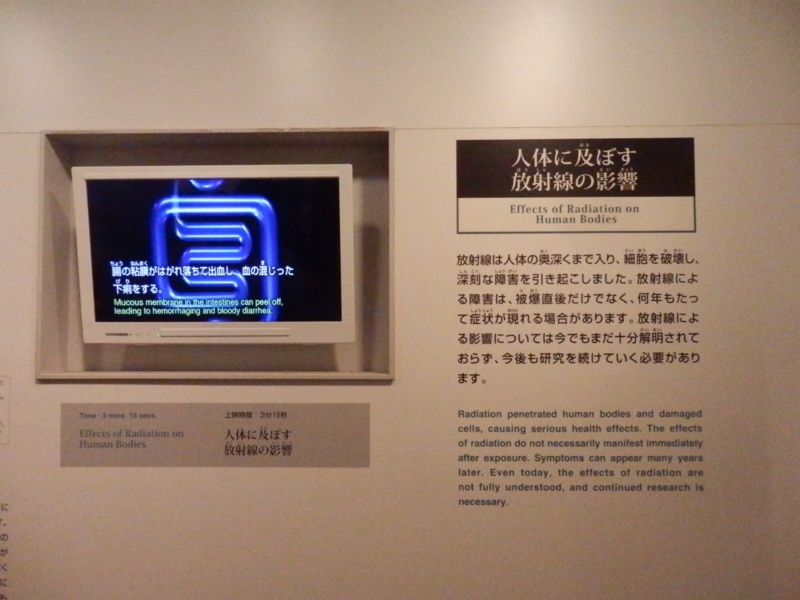 人体に及ぼす
放射線の影響
Effects of Radiation on
Human Bodies
腸の粘膜がはがれ落ちて出血し、血の混じった
下痢をする。
Mucous membrane in the intestines can peel off,
leading to hemorrhaging and bloody diarrhea.
Time : 3 mins. 15 secs.
上映時間：3分15秒
Effects of Radiation on
Human Bodies
人体に及ぼす
放射線の影響
放射線は人体の奥深くまで入り、細胞を破壊し、
深刻な障害を引き起こしました。放射線によ
る障害は、被爆直後だけでなく、何年もたっ
て症状が現れる場合があります。放射線によ
る影響については今でもまだ十分解明されて
おらず、今後も研究を続けていく必要があり
ます。
Radiation penetrated human bodies and damaged
cells, causing serious health effects. The effects
of radiation do not necessarily manifest immediately
after exposure. Symptoms can appear many years
later. Even today, the effects of radiation are
not fully understood, and continued research is
necessary.